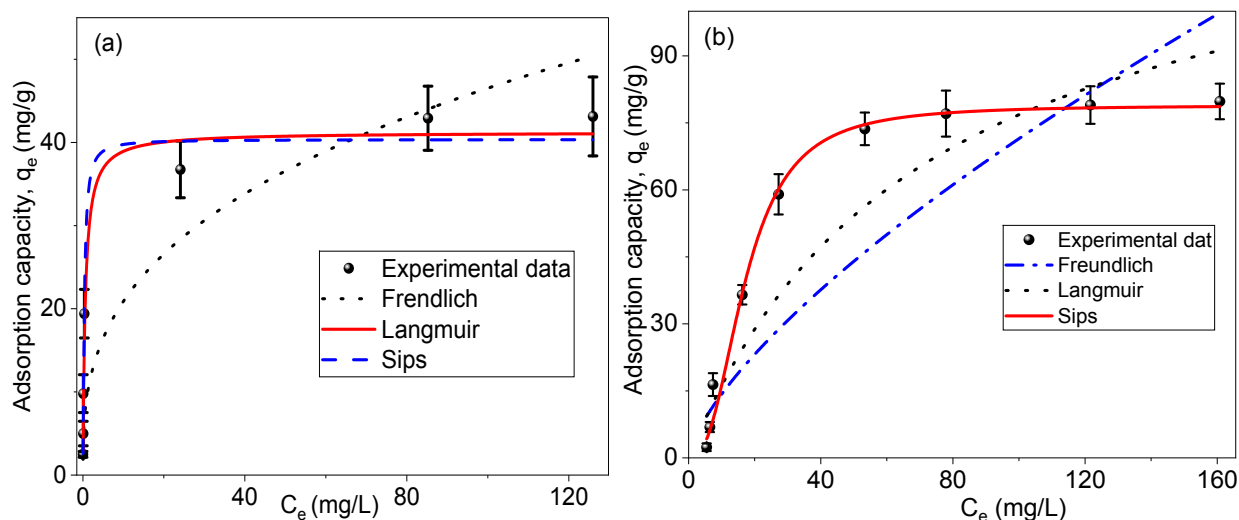 (a)
Adsorption capacity, q_e (mg/g)
40
20
0
0
40
80
120
C_e (mg/L)
Experimental data
Frendlich
Langmuir
Sips
(b)
Adsorption capacity, q_e (mg/g)
90
60
30
0
0
40
80
120
160
C_e (mg/L)
Experimental dat
Freundlich
Langmuir
Sips